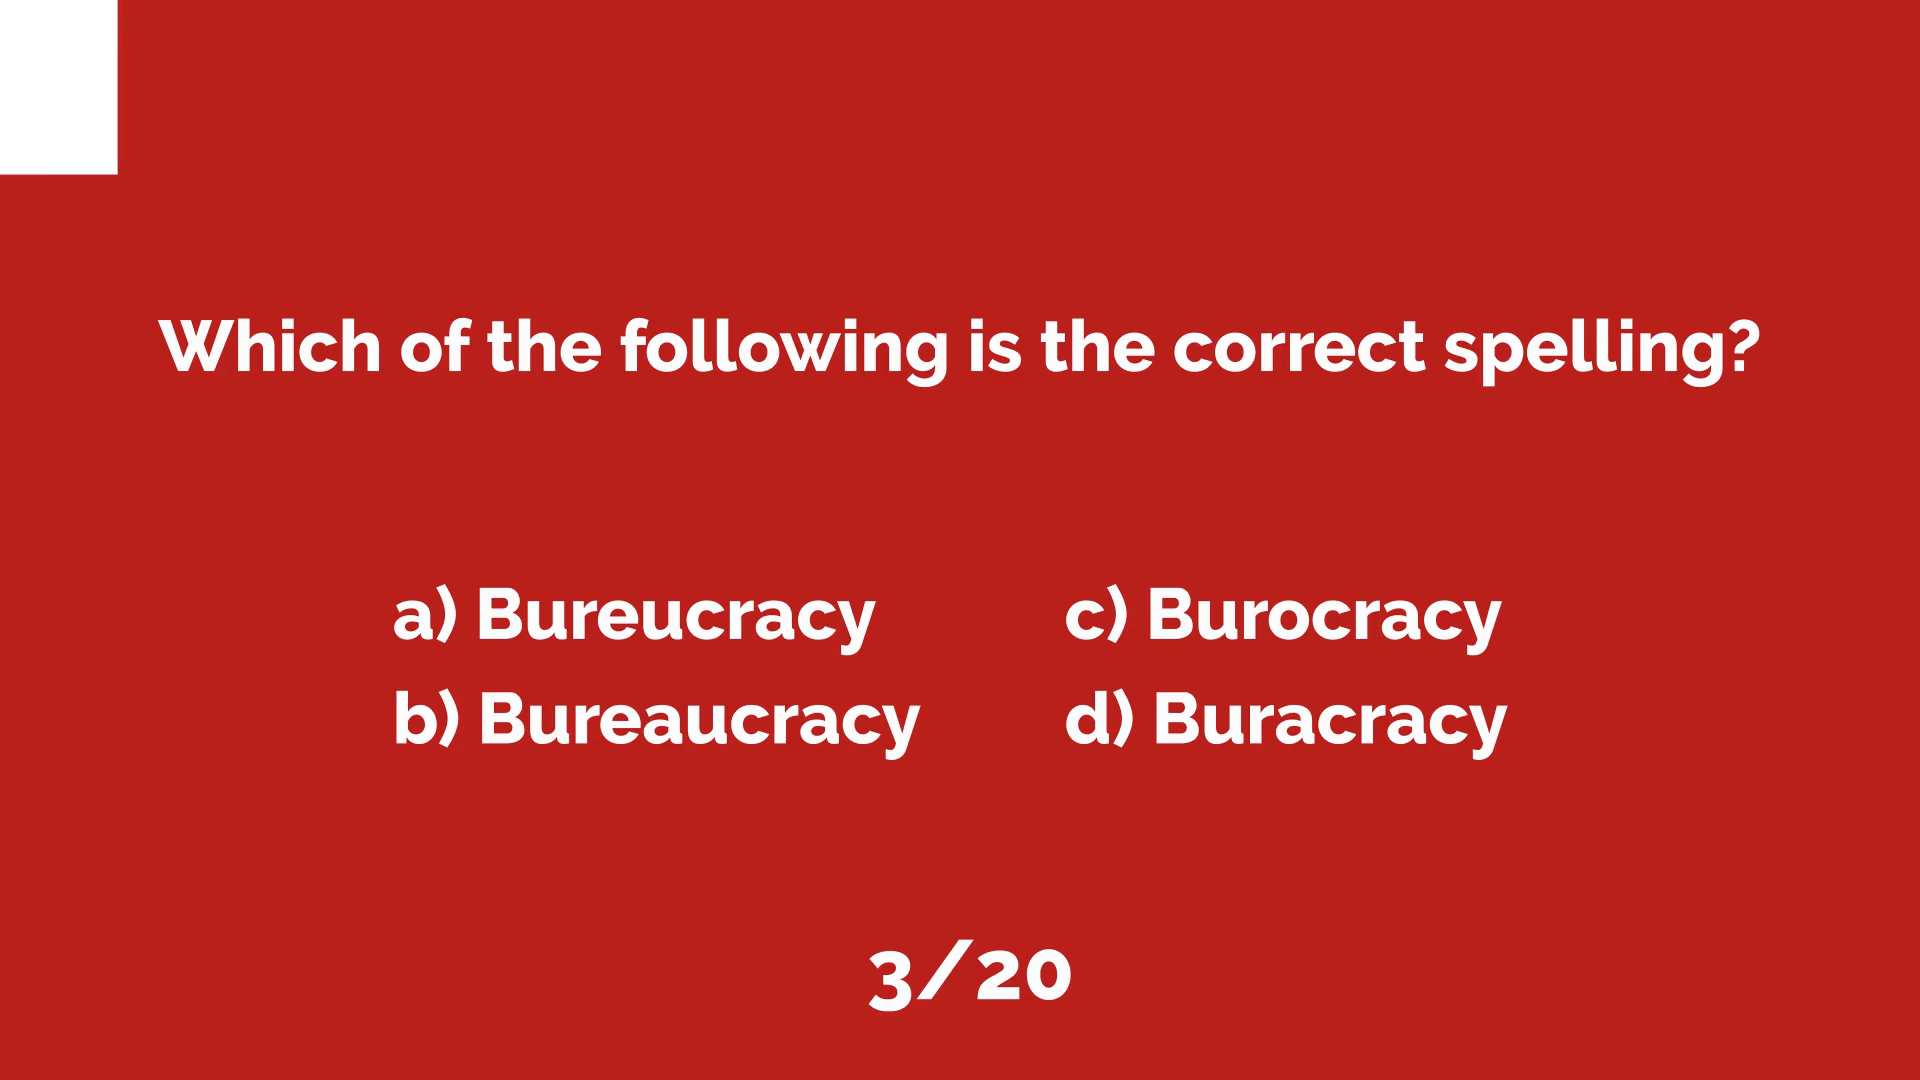 Which of the following is the correct spelling?
a) Bureucracy
b) Bureaucracy
c) Burocracy
d) Buracracy
3/20